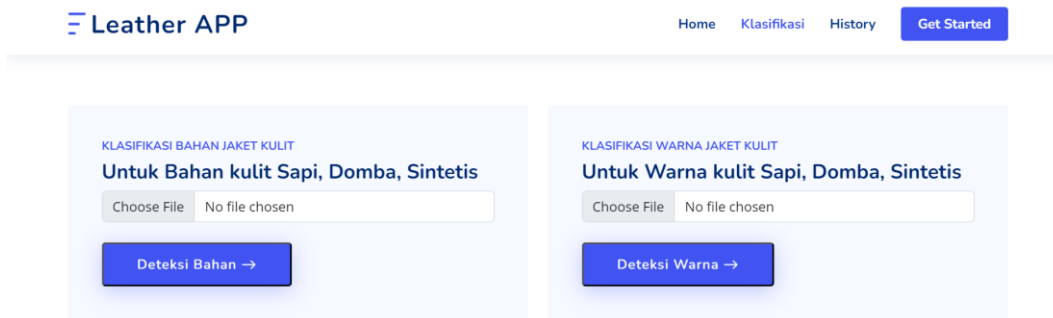 Leather APP
Home Klasifikasi History Get Started
KLASIFIKASI BAHAN JAKET KULIT
Untuk Bahan kulit Sapi, Domba, Sintetis
Choose File No file chosen
Deteksi Bahan →
KLASIFIKASI WARNA JAKET KULIT
Untuk Warna kulit Sapi, Domba, Sintetis
Choose File No file chosen
Deteksi Warna →